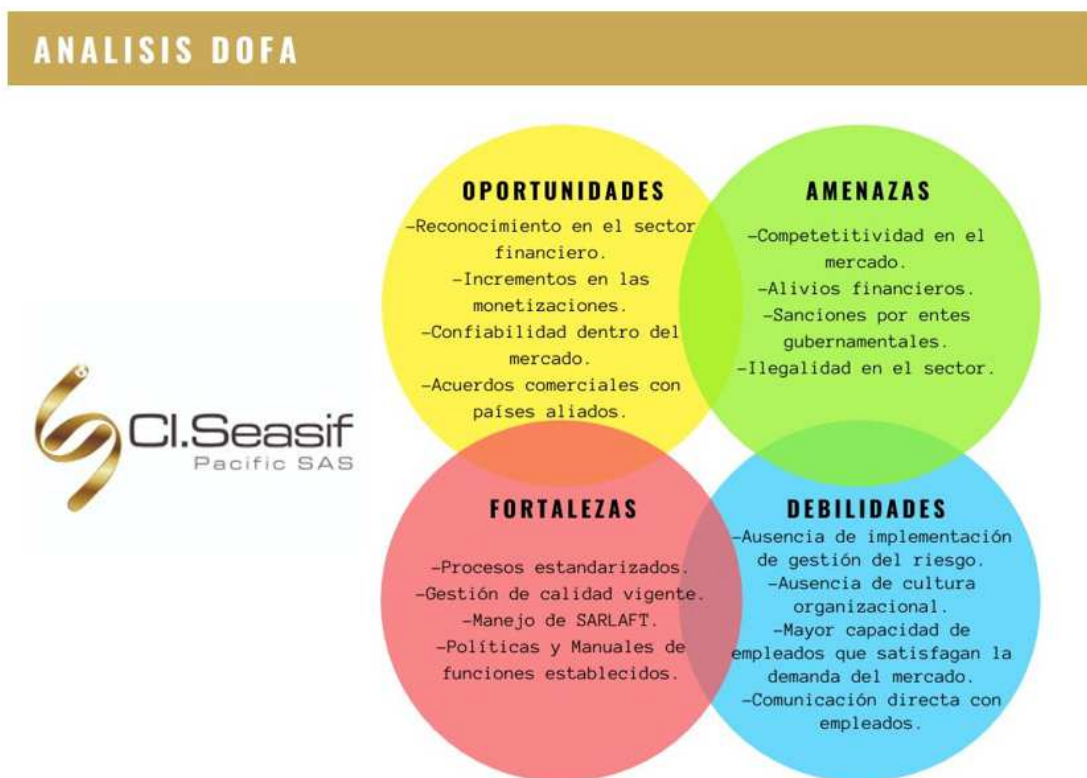 ANALISIS DOFA
OPORTUNIDADES
-Reconocimiento en el sector
financiero.
-Incrementos en las
monetizaciones.
-Confiabilidad dentro del
mercado.
-Acuerdos comerciales con
países aliados.
AMENAZAS
-Competetitividad en el
mercado.
-Alivios financieros.
-Sanciones por entes
gubernamentales.
-Ilegalidad en el sector.
CI.Seasif
Pacific SAS
FORTALEZAS
-Procesos estandarizados.
-Gestión de calidad vigente.
-Manejo de SARLAFT.
-Políticas y Manuales de
funciones establecidos.
DEBILIDADES
-Ausencia de implementación
de gestión del riesgo.
-Ausencia de cultura
organizacional.
-Mayor capacidad de
empleados que satisfagan la
demanda del mercado.
-Comunicación directa con
empleados.